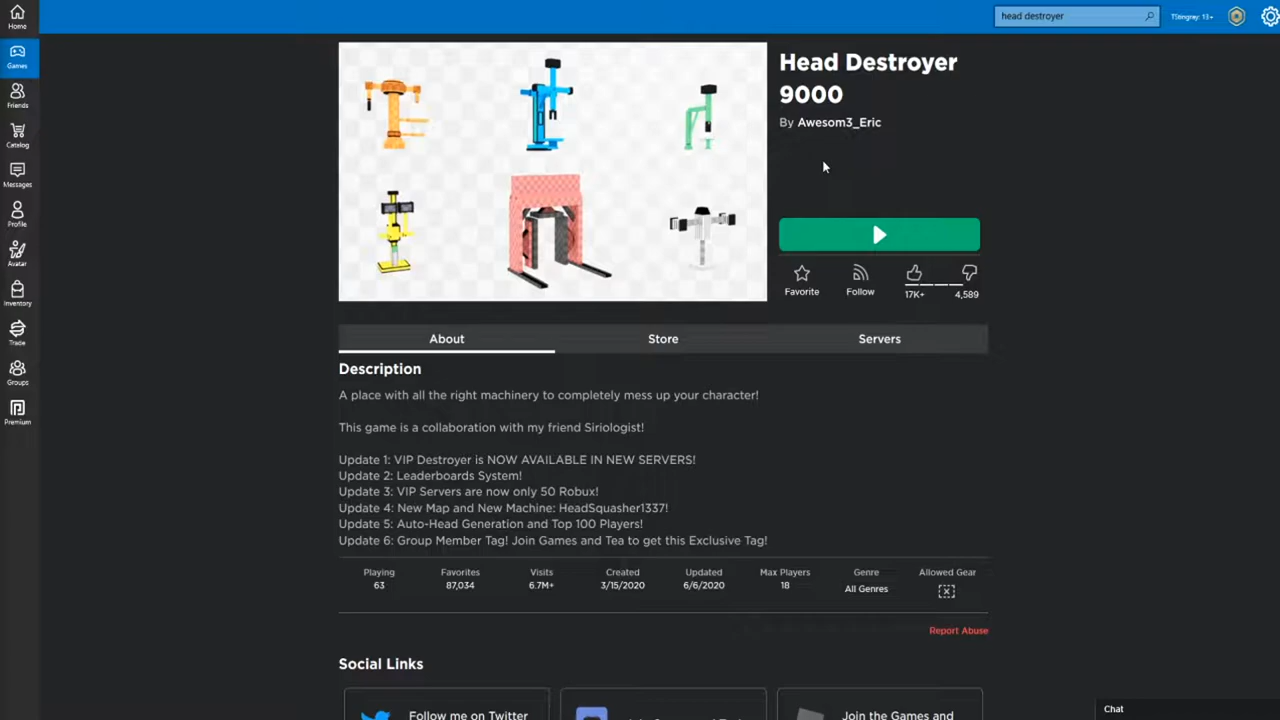 head destroyer
TStingray: 13+
Home
Games
Friends
Catalog
Messages
Profile
Avatar
Inventory
Trade
Groups
Premium
Head Destroyer
9000
By Awesom3_Eric
Favorite
Follow
17K+
4,589
About
Store
Servers
Description
A place with all the right machinery to completely mess up your character!
This game is a collaboration with my friend Siriologist!
Update 1: VIP Destroyer is NOW AVAILABLE IN NEW SERVERS!
Update 2: Leaderboards System!
Update 3: VIP Servers are now only 50 Robux!
Update 4: New Map and New Machine: HeadSquasher1337!
Update 5: Auto-Head Generation and Top 100 Players!
Update 6: Group Member Tag! Join Games and Tea to get this Exclusive Tag!
Playing Favorites Visits Created Updated Max Players Genre Allowed Gear
63 87,034 6.7M+ 3/15/2020 6/6/2020 18 All Genres
Report Abuse
Social Links
Follow me on Twitter
Join the Games and
Chat